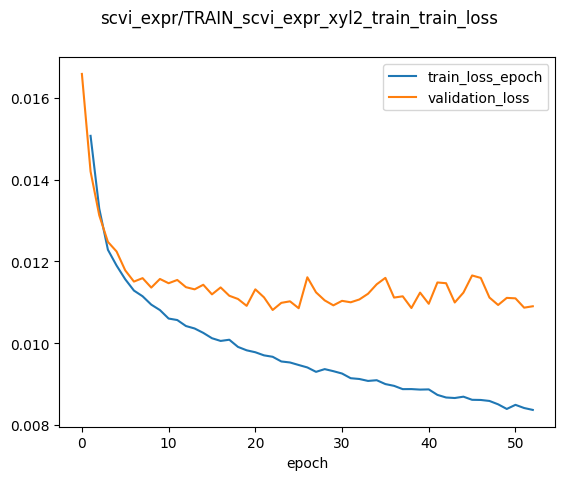 scvi_expr/TRAIN_scvi_expr_xyl2_train_train_loss
train_loss_epoch
validation_loss
0.016
0.014
0.012
0.010
0.008
0 10 20 30 40 50
epoch